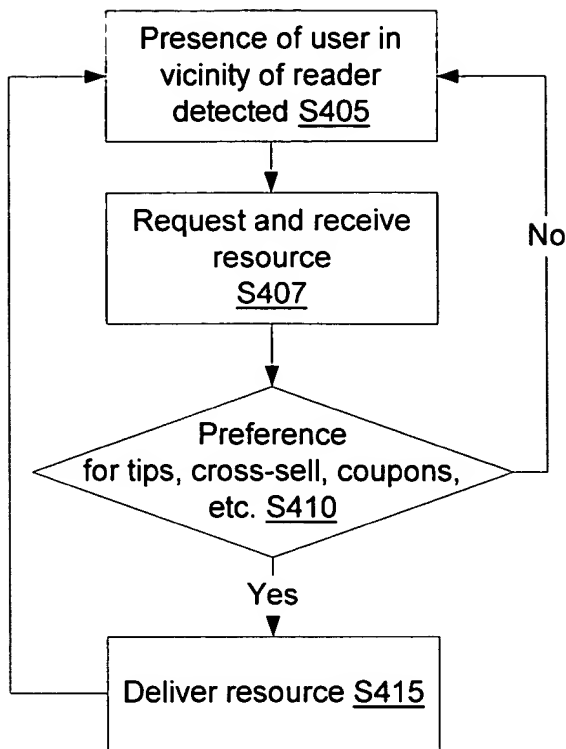 Presence of user in
vicinity of reader
detected S405
Request and receive
resource
S407
No
Preference
for tips, cross-sell, coupons,
etc. S410
Yes
Deliver resource S415